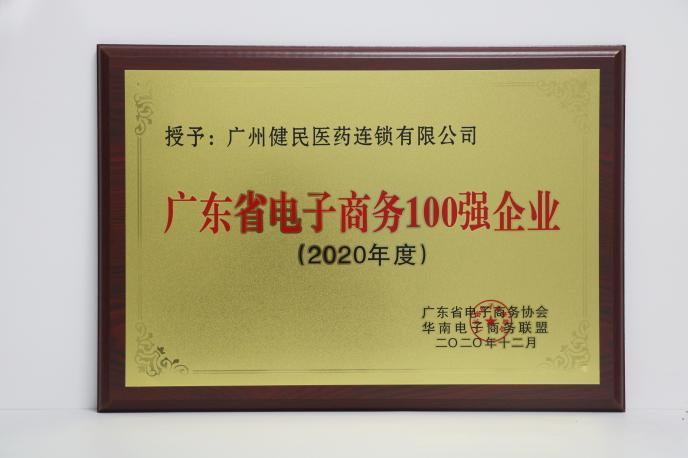 授予：广州健民医药连锁有限公司
广东省电子商务100强企业
(2020年度)
广东省电子商务协会
华南电子商务联盟
二〇二〇年十二月